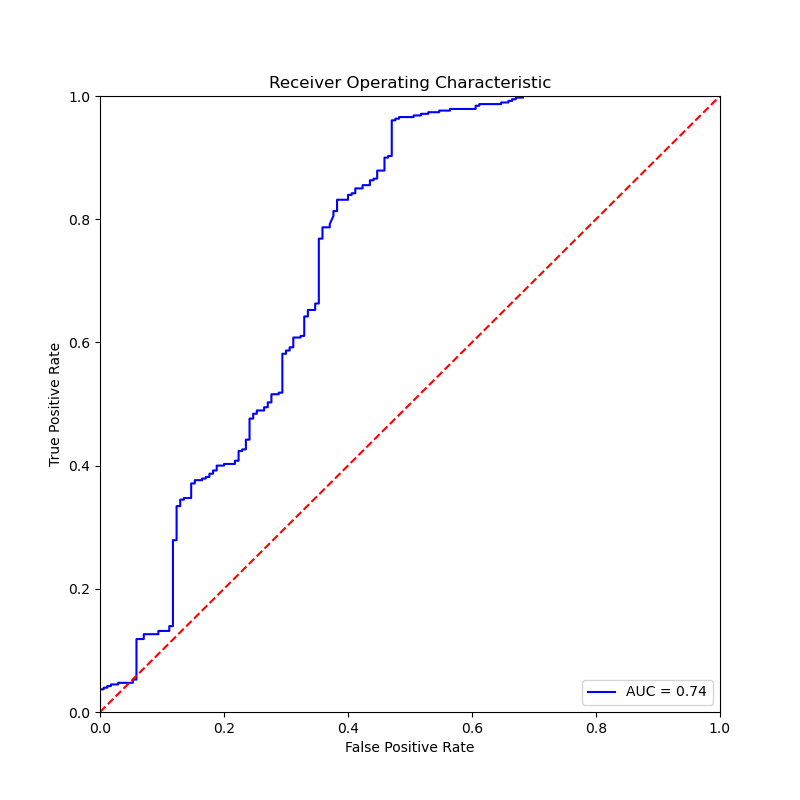 Receiver Operating Characteristic
1.0
0.8
0.6
0.4
0.2
0.0
True Positive Rate
AUC = 0.74
0.0 0.2 0.4 0.6 0.8 1.0
False Positive Rate